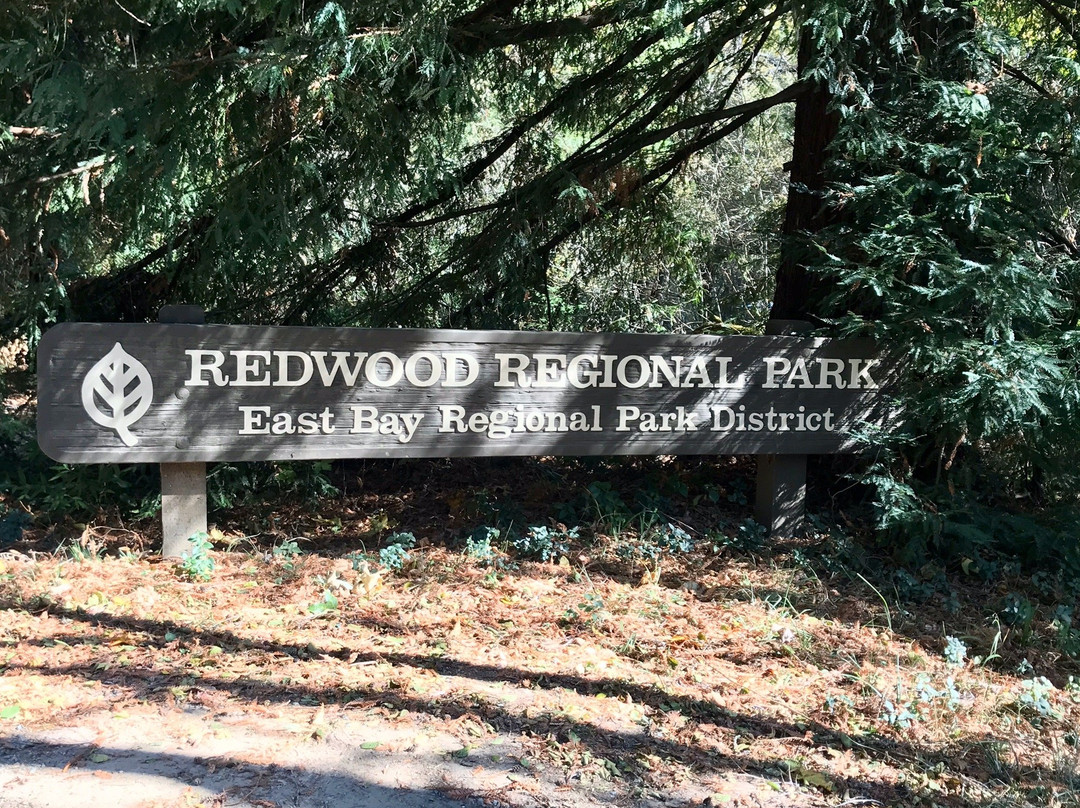 REDWOOD REGIONAL PARK
East Bay Regional Park District